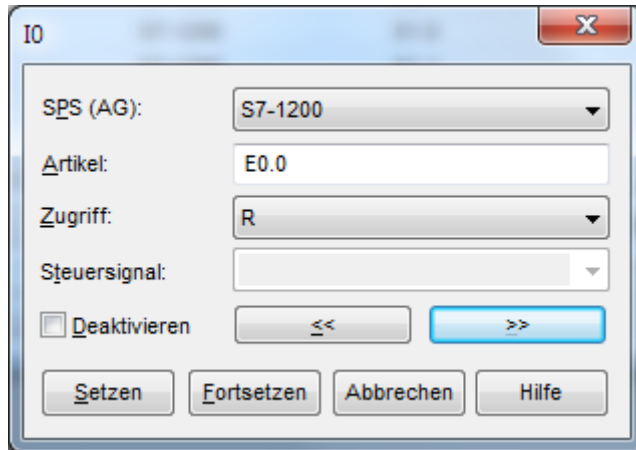 I0
SPS (AG):
S7-1200
Artikel:
E0.0
Zugriff:
R
Steuersignal:
Deaktivieren
<<
>>
Setzen
Fortsetzen
Abbrechen
Hilfe